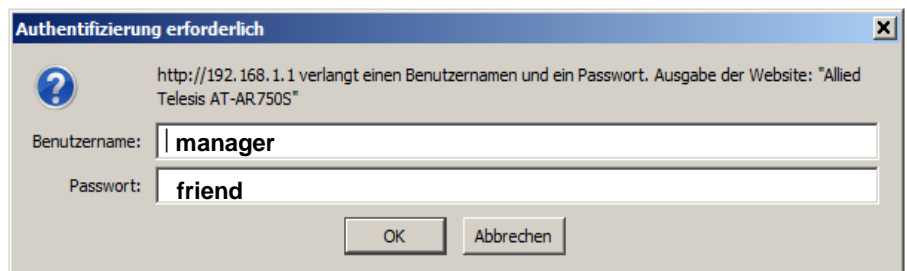 Authentifizierung erforderlich
http://192.168.1.1 verlangt einen Benutzernamen und ein Passwort. Ausgabe der Website: "Allied
Telesis AT-AR750S"
Benutzername: manager
Passwort: friend
OK Abbrechen